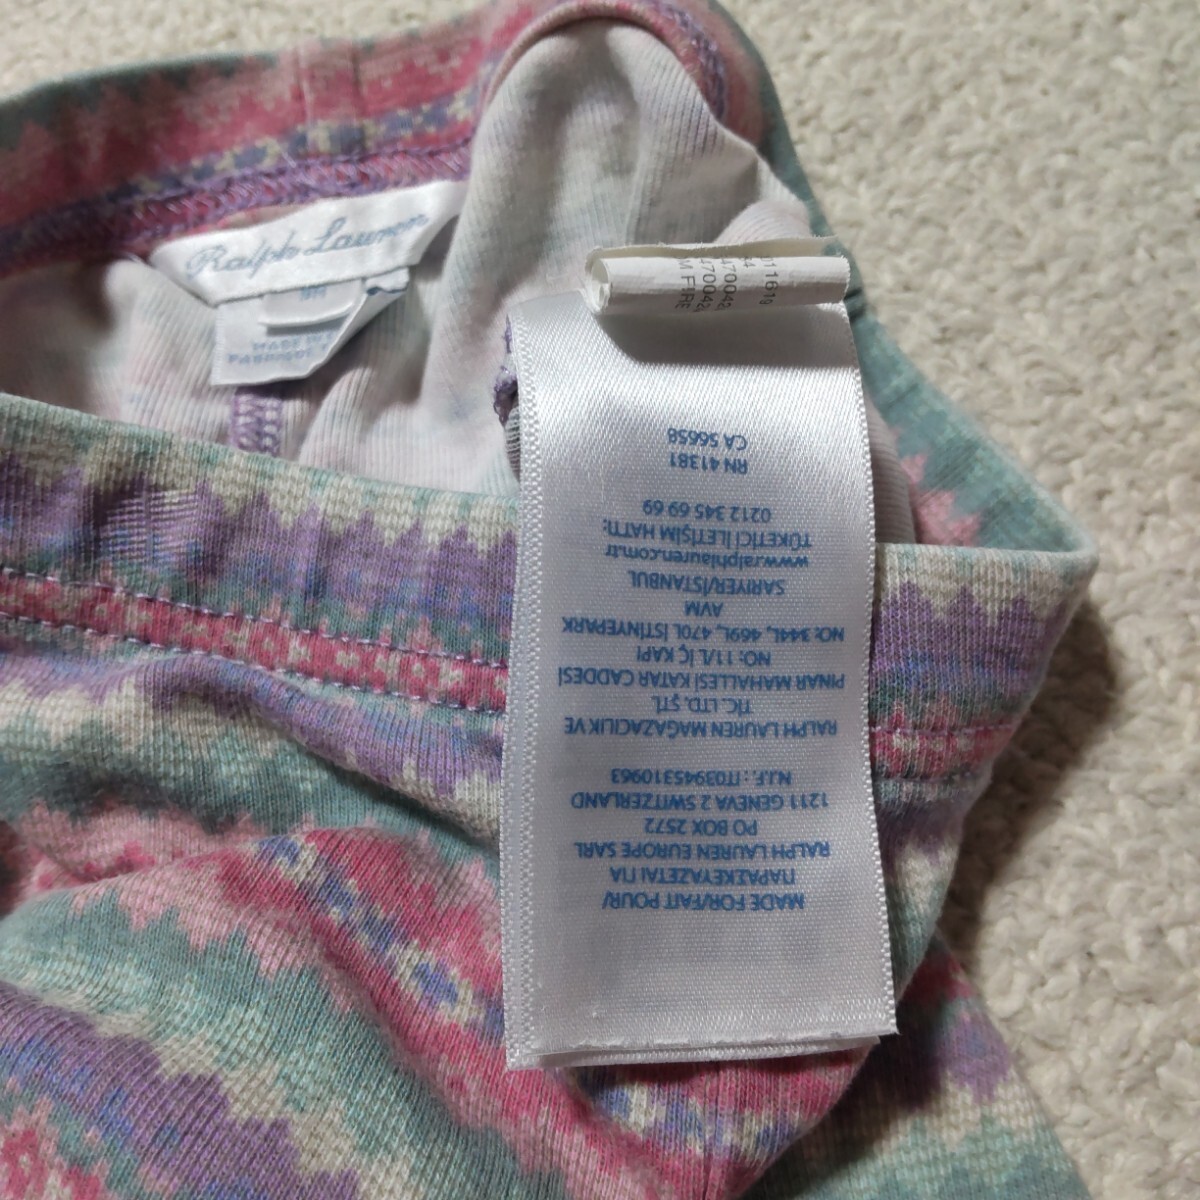 Ralph Lauren
9M
MADE FOR/FAIT POUR/
ΠΑΡΑΣΚΕΥΑΖΕΤΑΙ ΓΙΑ
RALPH LAUREN EUROPE SARL
PO BOX 2572
1211 GENEVA 2 SWITZERLAND
N.I.F. : IT03945310963
RALPH LAUREN MAĞAZACILIK VE
TİC. LTD. ŞTİ.
PINAR MAHALLESİ KATAR CADDESİ
NO: 11/L İÇ KAPI
NO: 344L, 469L, 470L İSTİNYEPARK
AVM
SARIYER/İSTANBUL
www.ralphlauren.com.tr
TÜKETİCİ İLETİŞİM HATTI:
0212 345 69 69
RN 41381
CA 56658